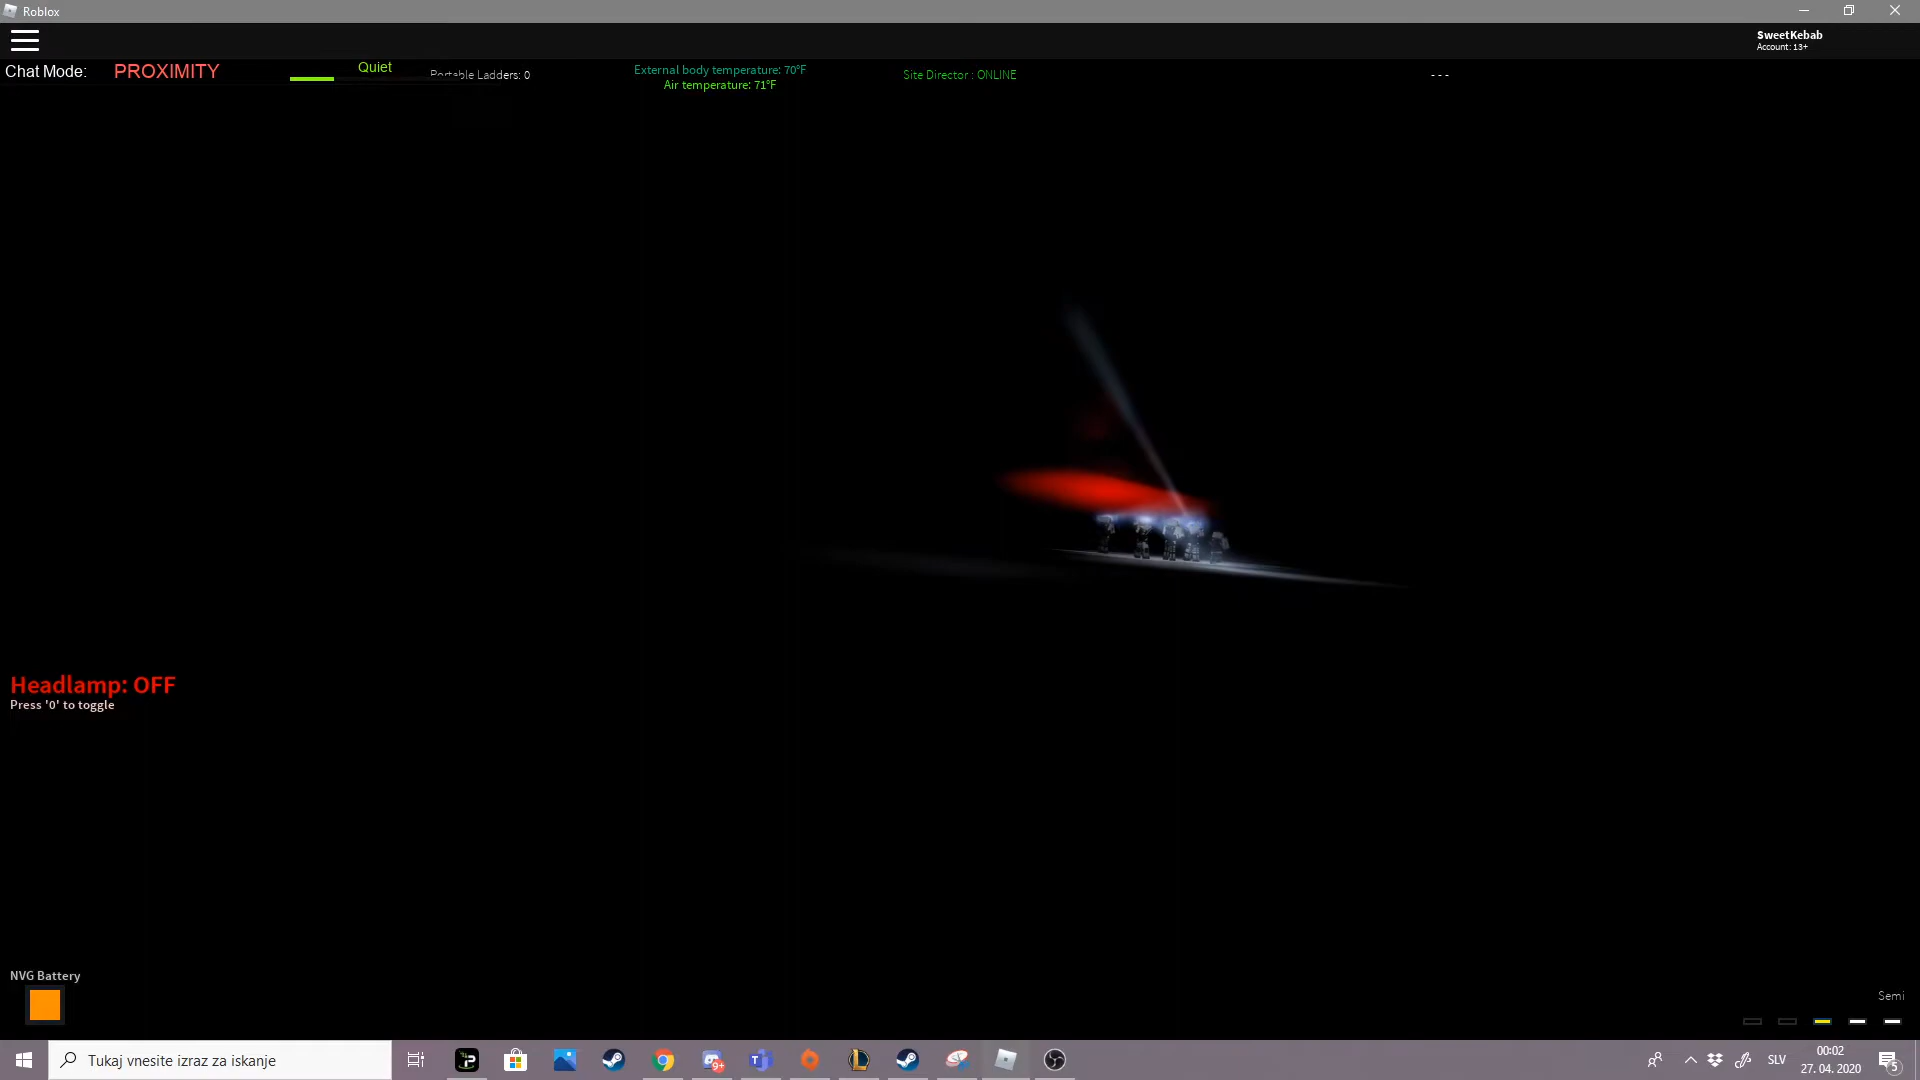 Roblox
SweetKebab
Account: 13+
Chat Mode: PROXIMITY
Quiet
Portable Ladders: 0
External body temperature: 70°F
Air temperature: 71°F
Site Director : ONLINE
---
Headlamp: OFF
Press '0' to toggle
NVG Battery
Semi
Tukaj vnesite izraz za iskanje
9+
SLV
00:02
27. 04. 2020
5